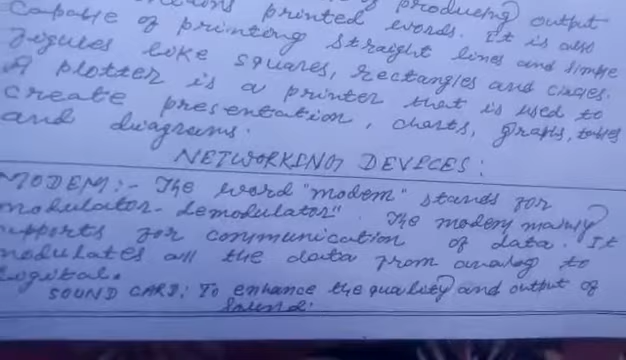 producing output
printed words. It is also
capable of printing straight lines and simple
figures like squares, rectangles and circles.
A plotter is a printer that is used to
create presentation, charts, graphs, tables
and diagrams.
NETWORKING DEVICES:
MODEM:- The word "modem" stands for
modulator-demodulator". The modem mainly
supports for communication of data. It
modulates all the data from analog to
SOUND CARD: To enhance the quality and output of
sound.